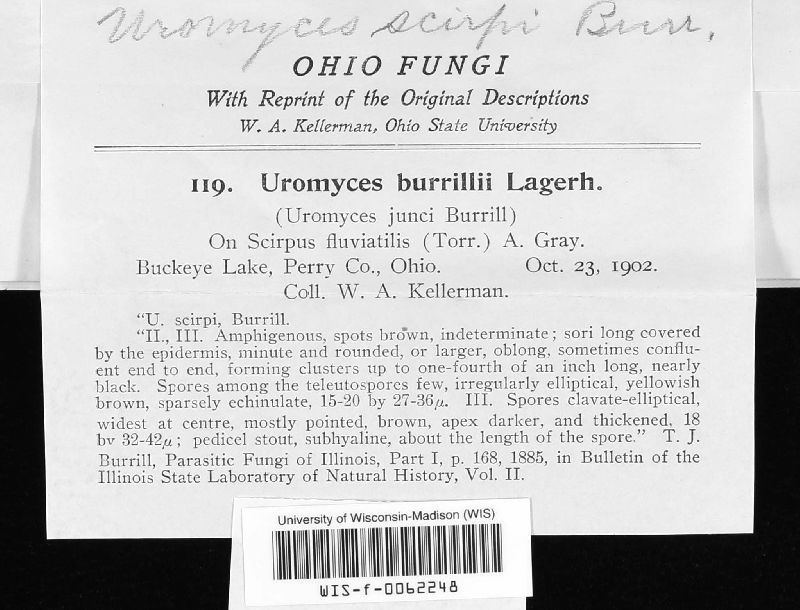 Uromyces scirpi Burr.
OHIO FUNGI
With Reprint of the Original Descriptions
W. A. Kellerman, Ohio State University
119. Uromyces burrillii Lagerh.
(Uromyces junci Burrill)
On Scirpus fluviatilis (Torr.) A. Gray.
Buckeye Lake, Perry Co., Ohio. Oct. 23, 1902.
Coll. W. A. Kellerman.
"U. scirpi, Burrill.
"II., III. Amphigenous, spots brown, indeterminate; sori long covered
by the epidermis, minute and rounded, or larger, oblong, sometimes conflu-
ent end to end, forming clusters up to one-fourth of an inch long, nearly
black. Spores among the teleutospores few, irregularly elliptical, yellowish
brown, sparsely echinulate, 15-20 by 27-36µ. III. Spores clavate-elliptical,
widest at centre, mostly pointed, brown, apex darker, and thickened, 18
by 32-42µ; pedicel stout, subhyaline, about the length of the spore." T. J.
Burrill, Parasitic Fungi of Illinois, Part I, p. 168, 1885, in Bulletin of the
Illinois State Laboratory of Natural History, Vol. II.
University of Wisconsin-Madison (WIS)
WIS-f-0062248